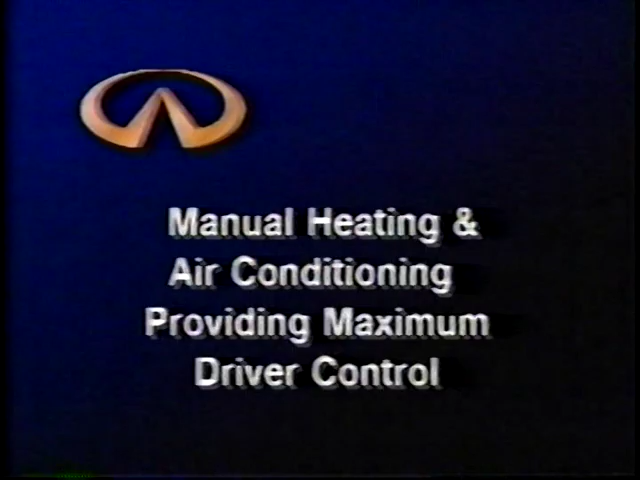 Manual Heating &
Air Conditioning
Providing Maximum
Driver Control